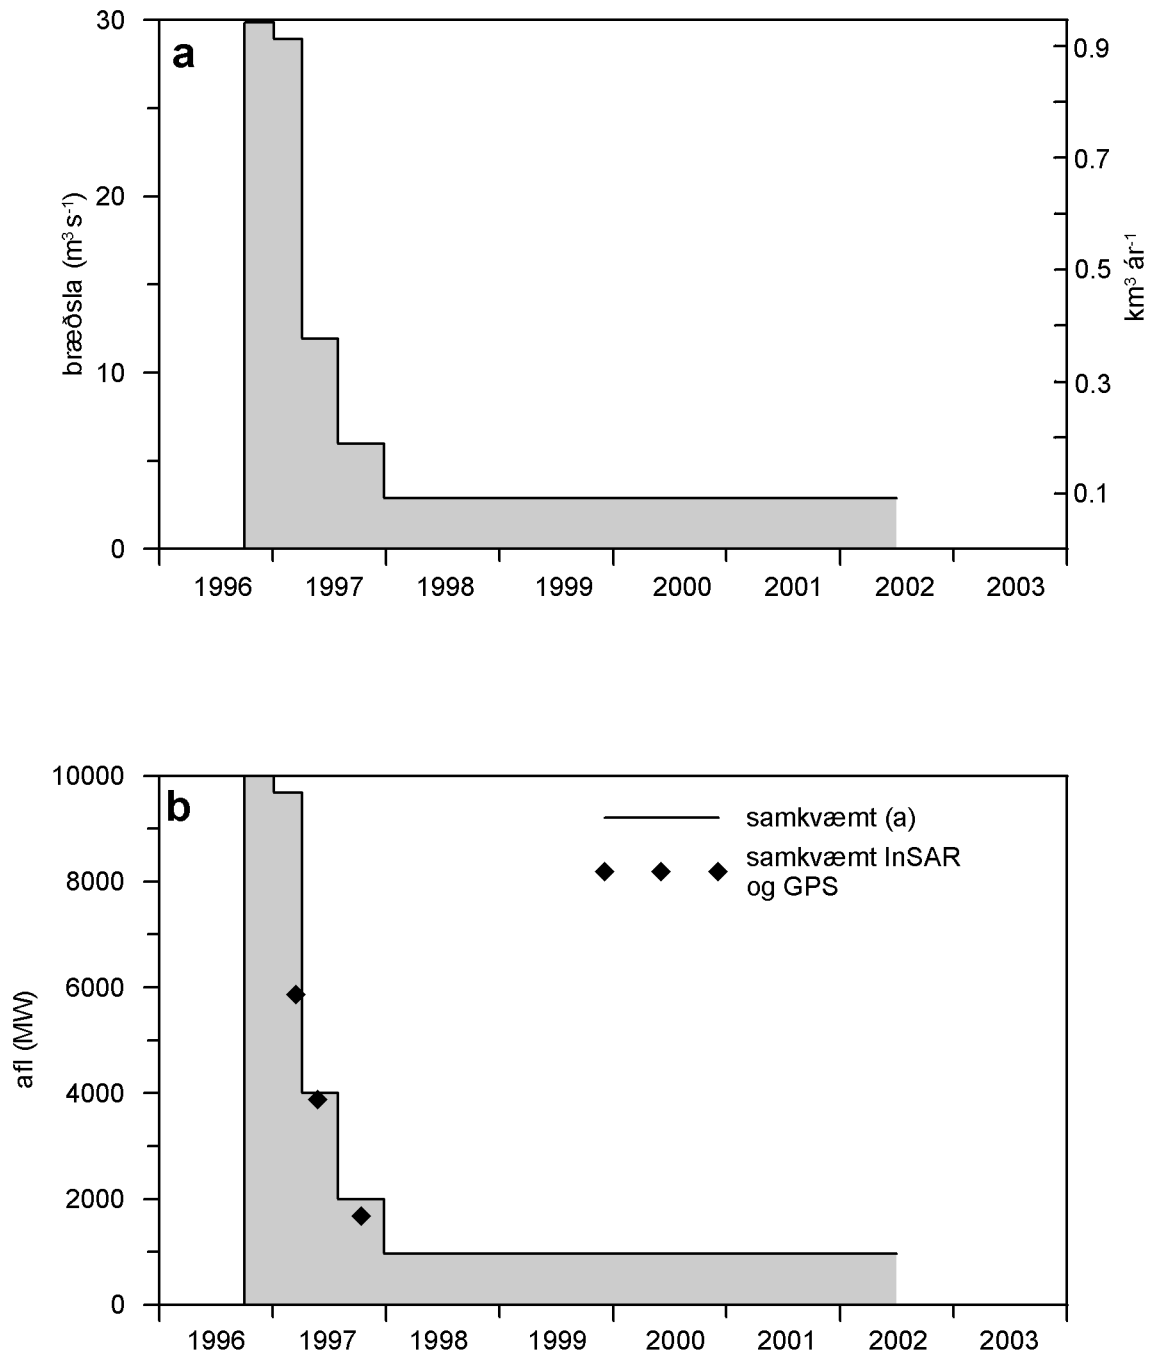 a
30
20
10
0
bræðsla (m³ s⁻¹)
0.9
0.7
0.5
0.3
0.1
km³ ár⁻¹
1996 1997 1998 1999 2000 2001 2002 2003
b
10000
8000
6000
4000
2000
0
afl (MW)
samkvæmt (a)
samkvæmt InSAR
og GPS
1996 1997 1998 1999 2000 2001 2002 2003